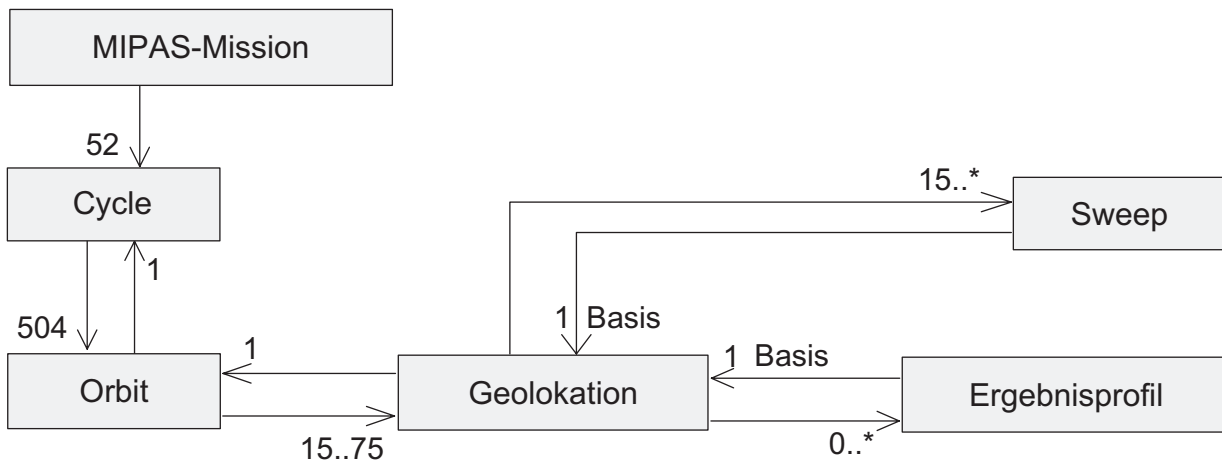 MIPAS-Mission
52
Cycle
15..*
Sweep
1
504
1 Basis
Orbit
1
Geolokation
1 Basis
Ergebnisprofil
15..75
0..*